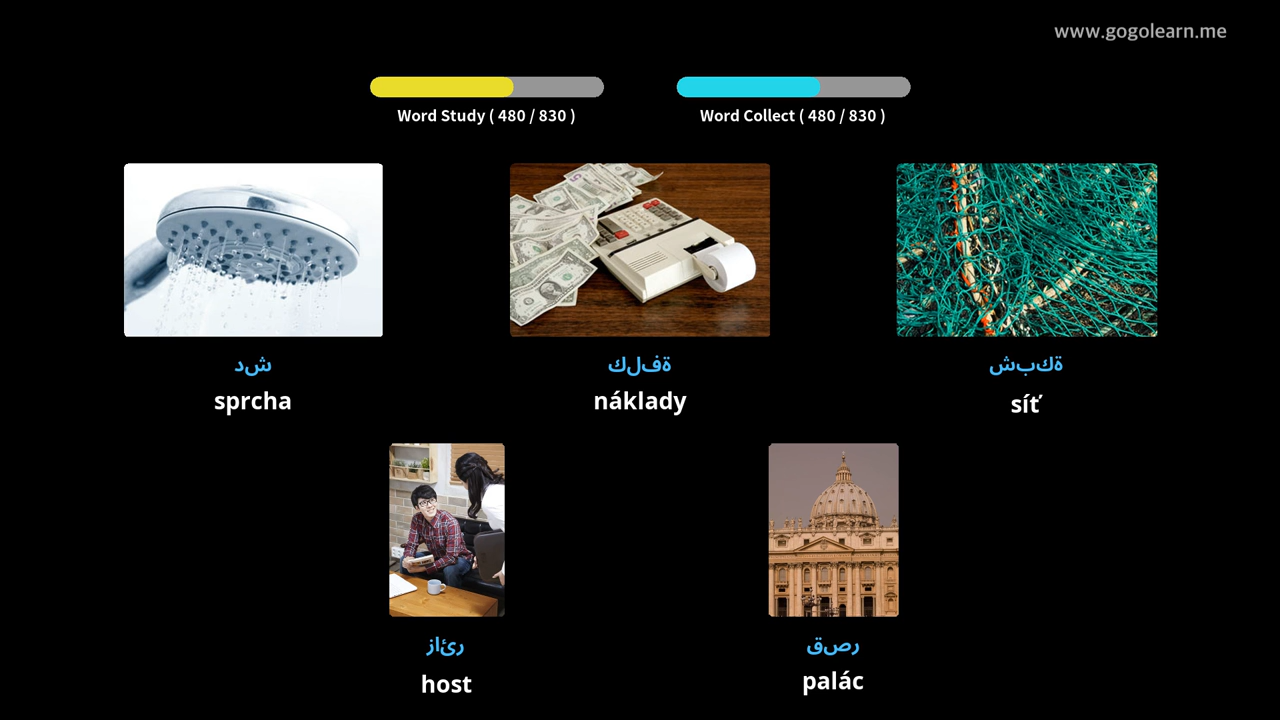 www.gogolearn.me
Word Study ( 480 / 830 )
Word Collect ( 480 / 830 )
شد
ةفلك
ةكبش
sprcha
náklady
síť
رئاز
رصق
host
palác